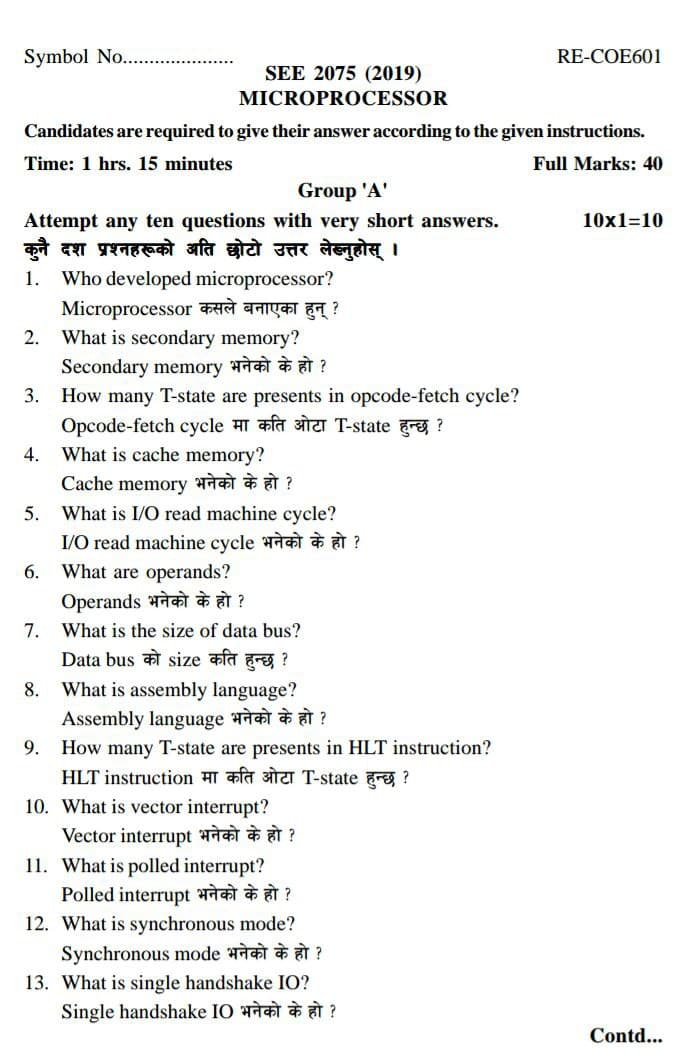 Symbol No..................... RE-COE601
SEE 2075 (2019)
MICROPROCESSOR
Candidates are required to give their answer according to the given instructions.
Time: 1 hrs. 15 minutes Full Marks: 40
Group 'A'
Attempt any ten questions with very short answers. 10x1=10
कुनै दश प्रश्नहरूको अति छोटो उत्तर लेख्नुहोस् ।
1. Who developed microprocessor?
Microprocessor कसले बनाएका हुन् ?
2. What is secondary memory?
Secondary memory भनेको के हो ?
3. How many T-state are presents in opcode-fetch cycle?
Opcode-fetch cycle मा कति ओटा T-state हुन्छ ?
4. What is cache memory?
Cache memory भनेको के हो ?
5. What is I/O read machine cycle?
I/O read machine cycle भनेको के हो ?
6. What are operands?
Operands भनेको के हो ?
7. What is the size of data bus?
Data bus को size कति हुन्छ ?
8. What is assembly language?
Assembly language भनेको के हो ?
9. How many T-state are presents in HLT instruction?
HLT instruction मा कति ओटा T-state हुन्छ ?
10. What is vector interrupt?
Vector interrupt भनेको के हो ?
11. What is polled interrupt?
Polled interrupt भनेको के हो ?
12. What is synchronous mode?
Synchronous mode भनेको के हो ?
13. What is single handshake IO?
Single handshake IO भनेको के हो ?
Contd...